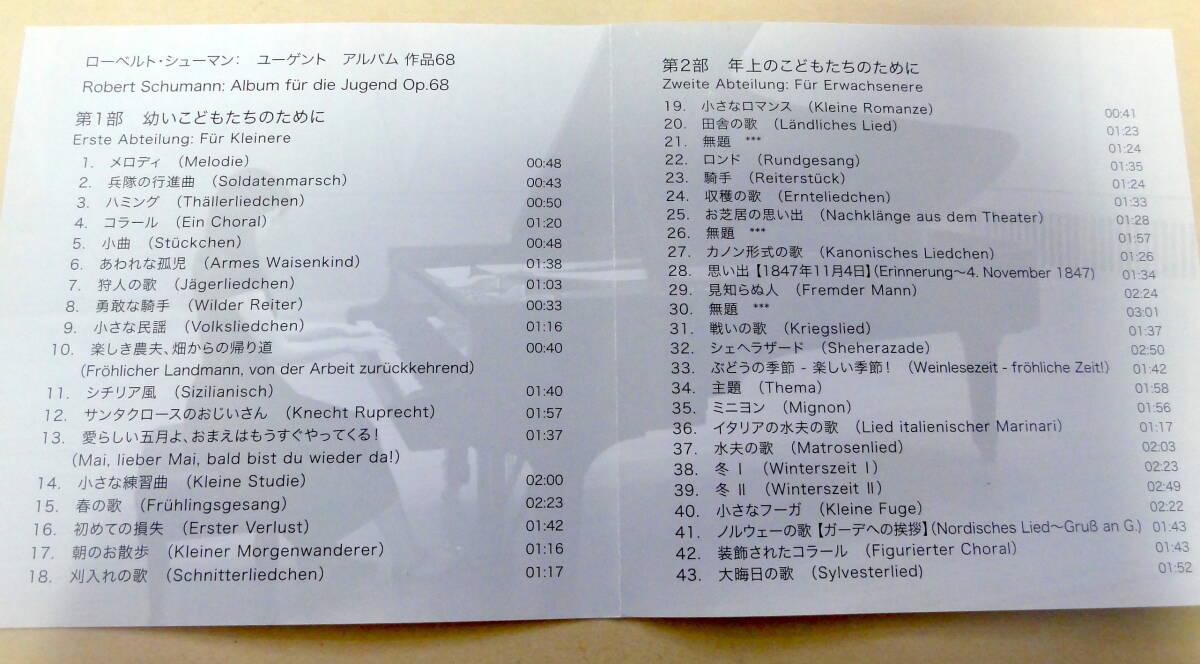 ローベルト・シューマン： ユーゲント アルバム 作品68
Robert Schumann: Album für die Jugend Op.68
第1部 幼いこどもたちのために
Erste Abteilung: Für Kleinere
1. メロディ （Melodie） 00:48
2. 兵隊の行進曲 （Soldatenmarsch） 00:43
3. ハミング （Thällerliedchen） 00:50
4. コラール （Ein Choral） 01:20
5. 小曲 （Stückchen） 00:48
6. あわれな孤児 （Armes Waisenkind） 01:38
7. 狩人の歌 （Jägerliedchen） 01:03
8. 勇敢な騎手 （Wilder Reiter） 00:33
9. 小さな民謡 （Volksliedchen） 01:16
10. 楽しき農夫、畑からの帰り道 00:40
（Fröhlicher Landmann, von der Arbeit zurückkehrend）
11. シチリア風 （Sizilianisch） 01:40
12. サンタクロースのおじいさん （Knecht Ruprecht） 01:57
13. 愛らしい五月よ、おまえはもうすぐやってくる！ 01:37
（Mai, lieber Mai, bald bist du wieder da!）
14. 小さな練習曲 （Kleine Studie） 02:00
15. 春の歌 （Frühlingsgesang） 02:23
16. 初めての損失 （Erster Verlust） 01:42
17. 朝のお散歩 （Kleiner Morgenwanderer） 01:16
18. 刈入れの歌 （Schnitterliedchen） 01:17
第2部 年上のこどもたちのために
Zweite Abteilung: Für Erwachsenere
19. 小さなロマンス （Kleine Romanze） 00:41
20. 田舎の歌 （Ländliches Lied） 01:23
21. 無題 *** 01:24
22. ロンド （Rundgesang） 01:35
23. 騎手 （Reiterstück） 01:24
24. 収穫の歌 （Ernteliedchen） 01:33
25. お芝居の思い出 （Nachklänge aus dem Theater） 01:28
26. 無題 *** 01:57
27. カノン形式の歌 （Kanonisches Liedchen） 01:26
28. 思い出【1847年11月4日】（Erinnerung～4. November 1847） 01:34
29. 見知らぬ人 （Fremder Mann） 02:24
30. 無題 *** 03:01
31. 戦いの歌 （Kriegslied） 01:37
32. シェヘラザード （Sheherazade） 02:50
33. ぶどうの季節 - 楽しい季節！ （Weinlesezeit - fröhliche Zeit!） 01:42
34. 主題 （Thema） 01:58
35. ミニヨン （Mignon） 01:56
36. イタリアの水夫の歌 （Lied italienischer Marinari） 01:17
37. 水夫の歌 （Matrosenlied） 02:03
38. 冬 Ⅰ （Winterszeit Ⅰ） 02:23
39. 冬 Ⅱ （Winterszeit Ⅱ） 02:49
40. 小さなフーガ （Kleine Fuge） 02:22
41. ノルウェーの歌【ガーデへの挨拶】（Nordisches Lied～Gruß an G.） 01:43
42. 装飾されたコラール （Figurierter Choral） 01:43
43. 大晦日の歌 （Sylvesterlied） 01:52